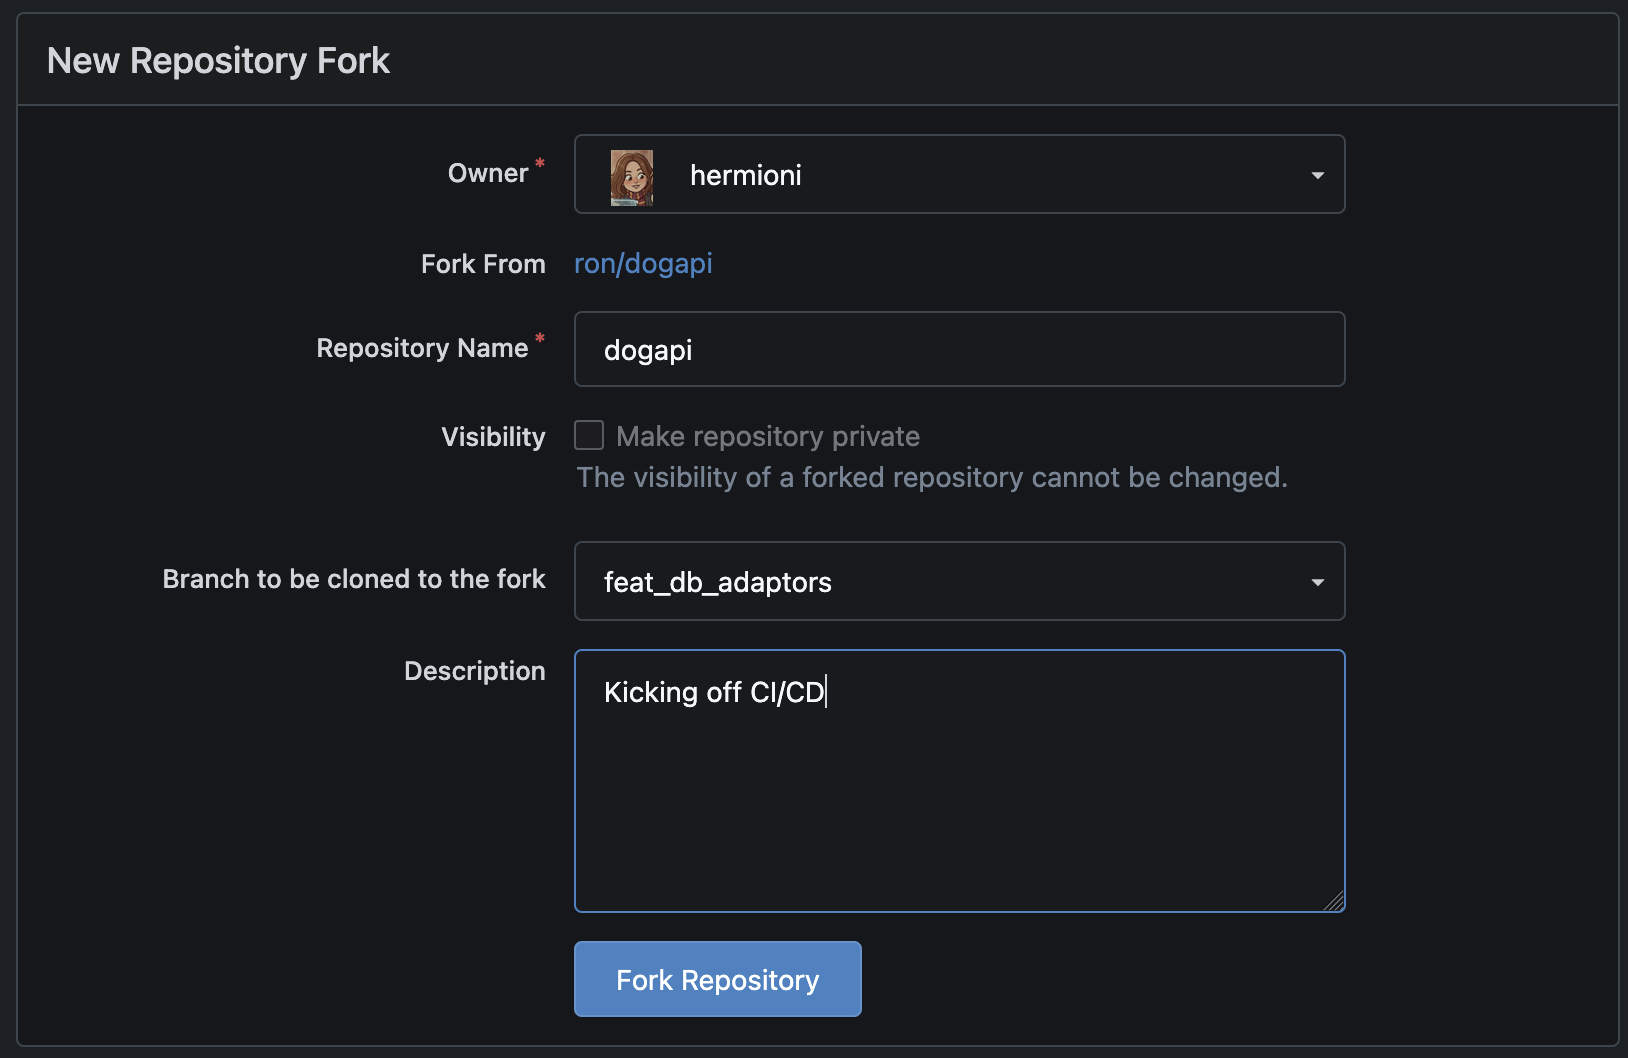 New Repository Fork
Owner *
hermioni
Fork From
ron/dogapi
Repository Name *
dogapi
Visibility
Make repository private
The visibility of a forked repository cannot be changed.
Branch to be cloned to the fork
feat_db_adaptors
Description
Kicking off CI/CD
Fork Repository